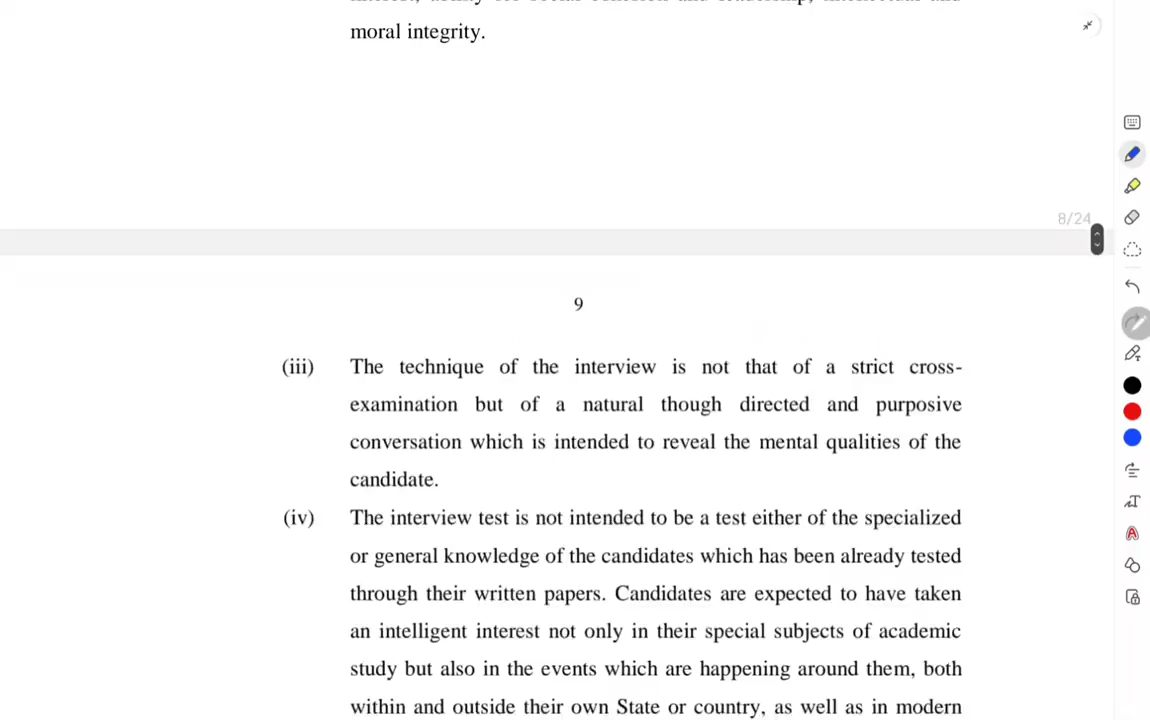 moral integrity.
8/24
9
(iii) The technique of the interview is not that of a strict cross-
examination but of a natural though directed and purposive
conversation which is intended to reveal the mental qualities of the
candidate.
(iv) The interview test is not intended to be a test either of the specialized
or general knowledge of the candidates which has been already tested
through their written papers. Candidates are expected to have taken
an intelligent interest not only in their special subjects of academic
study but also in the events which are happening around them, both
within and outside their own State or country, as well as in modern